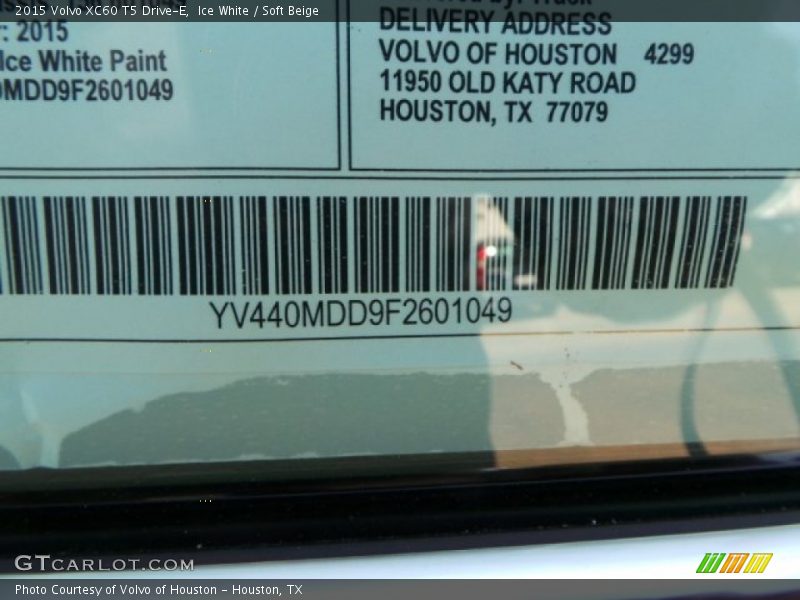 2015 Volvo XC60 T5 Drive-E, Ice White / Soft Beige
DELIVERY ADDRESS
: 2015
VOLVO OF HOUSTON 4299
Ice White Paint
11950 OLD KATY ROAD
0MDD9F2601049
HOUSTON, TX 77079
YV440MDD9F2601049
GTCARLOT.COM
Photo Courtesy of Volvo of Houston - Houston, TX